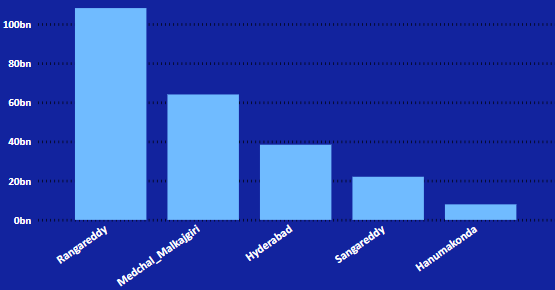 100bn
80bn
60bn
40bn
20bn
0bn
Rangareddy
Medchal_Malkajgiri
Hyderabad
Sangareddy
Hanumakonda